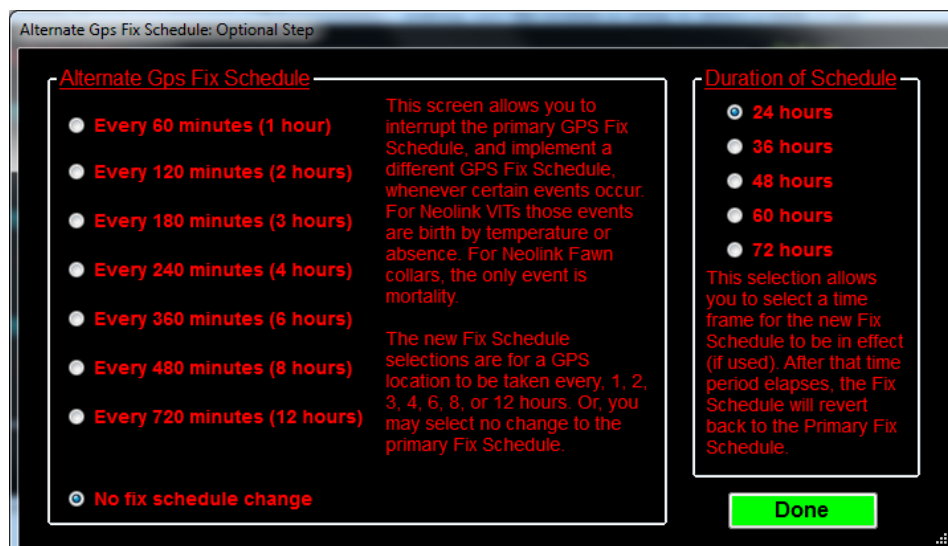 Alternate Gps Fix Schedule: Optional Step
Alternate Gps Fix Schedule
Every 60 minutes (1 hour)
Every 120 minutes (2 hours)
Every 180 minutes (3 hours)
Every 240 minutes (4 hours)
Every 360 minutes (6 hours)
Every 480 minutes (8 hours)
Every 720 minutes (12 hours)
No fix schedule change
This screen allows you to
interrupt the primary GPS Fix
Schedule, and implement a
different GPS Fix Schedule,
whenever certain events occur.
For Neolink VITs those events
are birth by temperature or
absence. For Neolink Fawn
collars, the only event is
mortality.
The new Fix Schedule
selections are for a GPS
location to be taken every, 1, 2,
3, 4, 6, 8, or 12 hours. Or, you
may select no change to the
primary Fix Schedule.
Duration of Schedule
24 hours
36 hours
48 hours
60 hours
72 hours
This selection allows
you to select a time
frame for the new Fix
Schedule to be in effect
(if used). After that time
period elapses, the Fix
Schedule will revert
back to the Primary Fix
Schedule.
Done